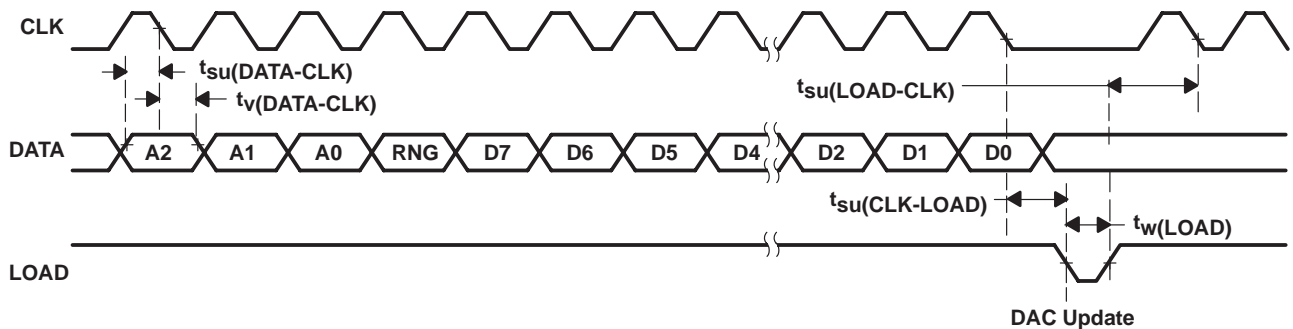 CLK
tsu(DATA-CLK)
tsu(LOAD-CLK)
tv(DATA-CLK)
DATA
A2 A1 A0 RNG D7 D6 D5 D4 D2 D1 D0
tsu(CLK-LOAD)
tw(LOAD)
LOAD
DAC Update